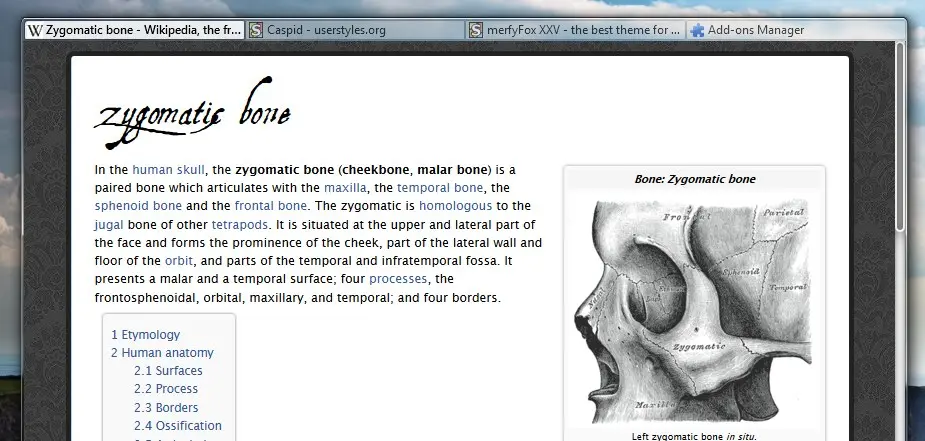 Zygomatic bone - Wikipedia, the fr...
Caspid - userstyles.org
merfyFox XXV - the best theme for ...
Add-ons Manager
zygomatic bone
In the human skull, the zygomatic bone (cheekbone, malar bone) is a
paired bone which articulates with the maxilla, the temporal bone, the
sphenoid bone and the frontal bone. The zygomatic is homologous to the
jugal bone of other tetrapods. It is situated at the upper and lateral part of
the face and forms the prominence of the cheek, part of the lateral wall and
floor of the orbit, and parts of the temporal and infratemporal fossa. It
presents a malar and a temporal surface; four processes, the
frontosphenoidal, orbital, maxillary, and temporal; and four borders.
1 Etymology
2 Human anatomy
2.1 Surfaces
2.2 Process
2.3 Borders
2.4 Ossification
Bone: Zygomatic bone
Frontal
Parietal
Sphenoid
Temporal
Zygomatic
Maxilla
Left zygomatic bone in situ.